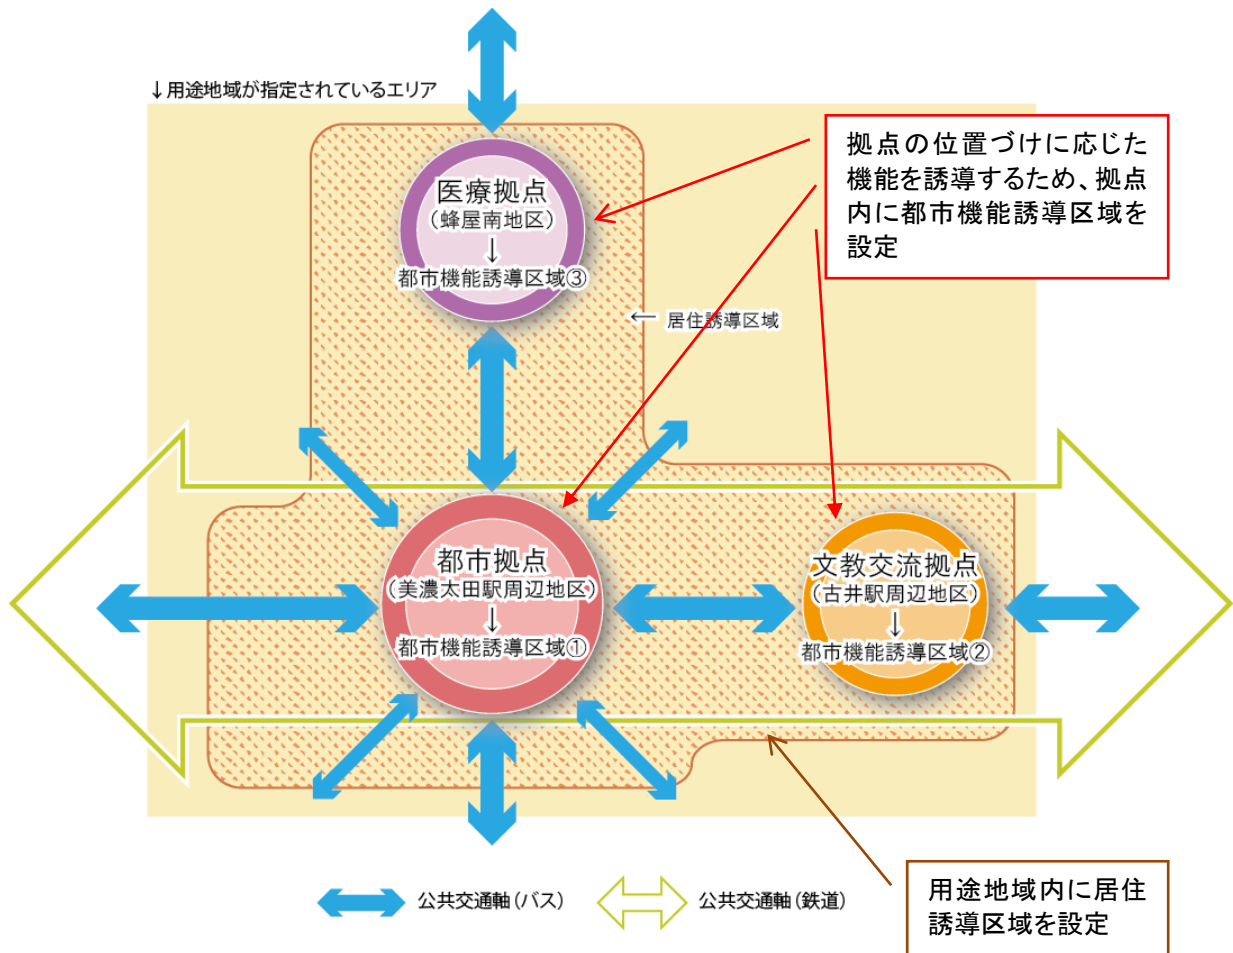 ↓用途地域が指定されているエリア
拠点の位置づけに応じた
機能を誘導するため、拠点
内に都市機能誘導区域を
設定
医療拠点
(蜂屋南地区)
↓
都市機能誘導区域③
← 居住誘導区域
都市拠点
(美濃太田駅周辺地区)
↓
都市機能誘導区域①
文教交流拠点
(古井駅周辺地区)
↓
都市機能誘導区域②
公共交通軸(バス)
公共交通軸(鉄道)
用途地域内に居住
誘導区域を設定